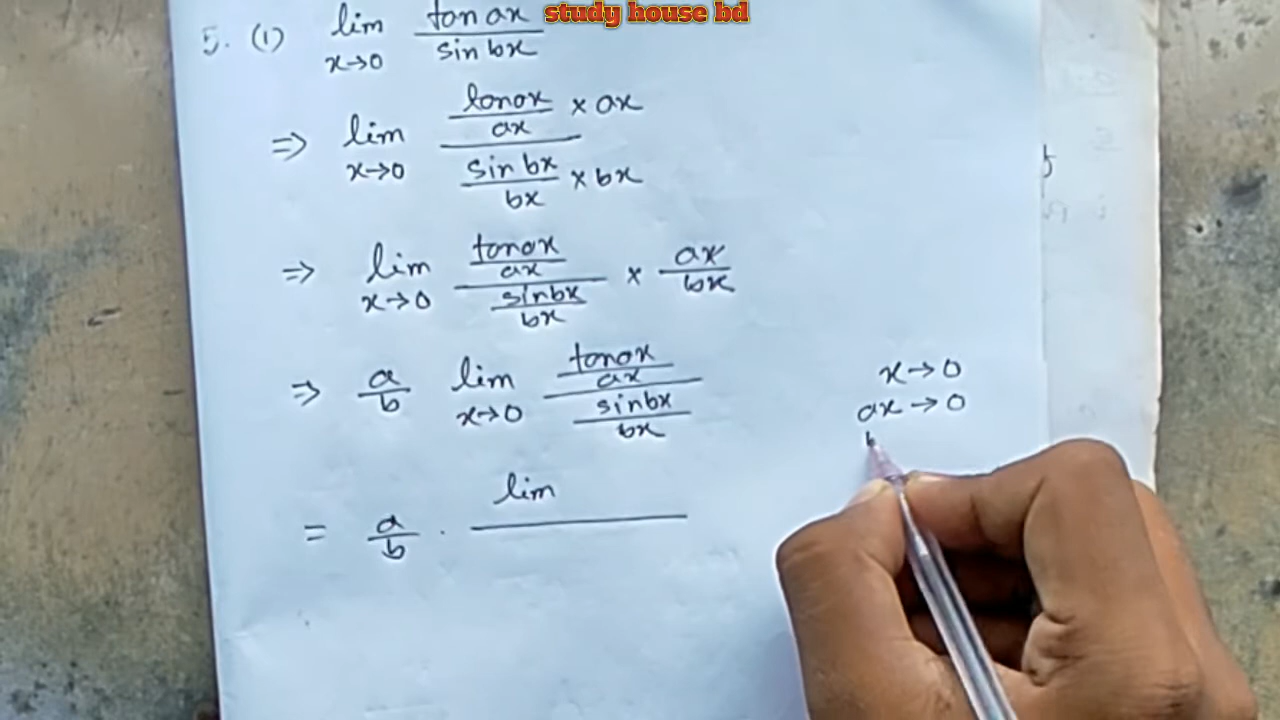 study house bd
5. (1) lim x→0 tan ax / sin bx
⇒ lim x→0 (tan ax / ax × ax) / (sin bx / bx × bx)
⇒ lim x→0 (tan ax / ax) / (sin bx / bx) × ax / bx
⇒ a/b lim x→0 (tan ax / ax) / (sin bx / bx)
x→0
ax→0
= a/b . lim